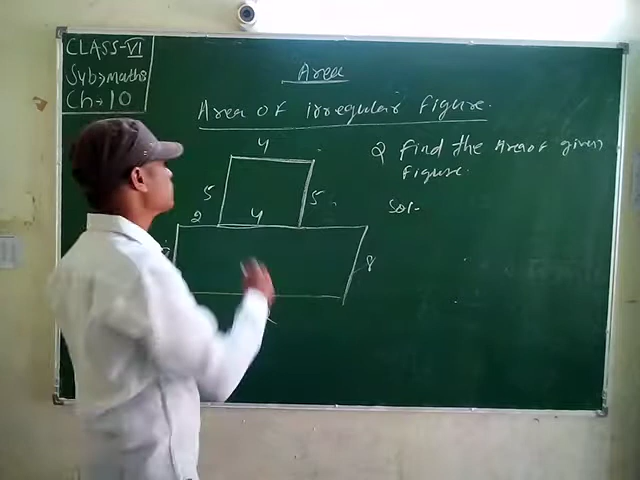 CLASS-VI
Sub→maths
Ch→10
Area
Area of irregular figure.
Q Find the Area of given
Figure.
Sol-
4
5
5
2
4
8